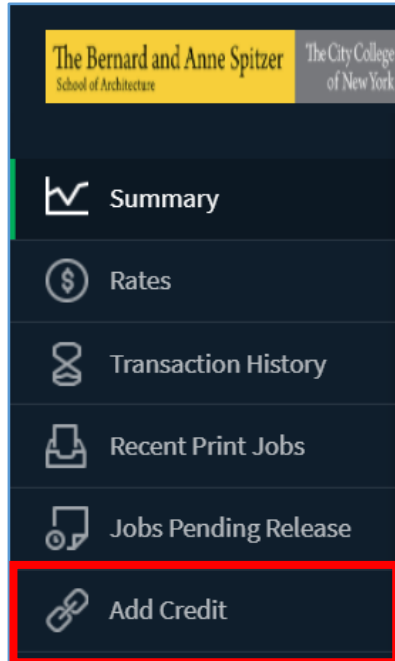 The Bernard and Anne Spitzer
School of Architecture
The City College
of New York
Summary
Rates
Transaction History
Recent Print Jobs
Jobs Pending Release
Add Credit